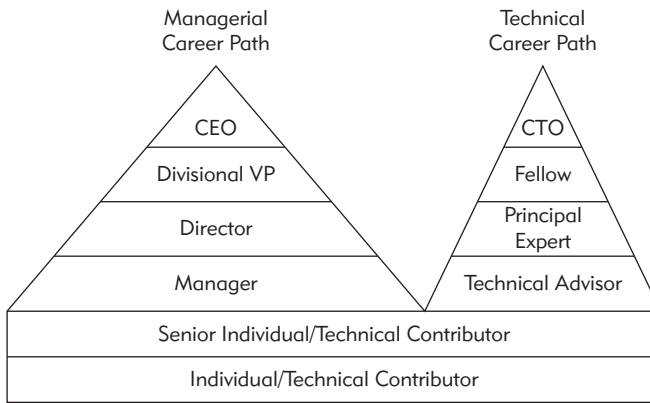 Managerial
Career Path
Technical
Career Path
CEO
CTO
Divisional VP
Fellow
Director
Principal
Expert
Manager
Technical Advisor
Senior Individual/Technical Contributor
Individual/Technical Contributor